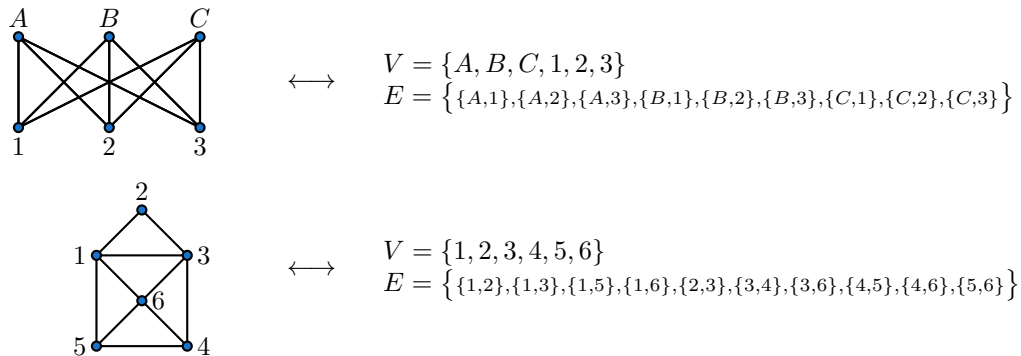 A B C
1 2 3
⟷
V = {A, B, C, 1, 2, 3}
E = {{A,1},{A,2},{A,3},{B,1},{B,2},{B,3},{C,1},{C,2},{C,3}}
2
1 3
6
5 4
⟷
V = {1, 2, 3, 4, 5, 6}
E = {{1,2},{1,3},{1,5},{1,6},{2,3},{3,4},{3,6},{4,5},{4,6},{5,6}}